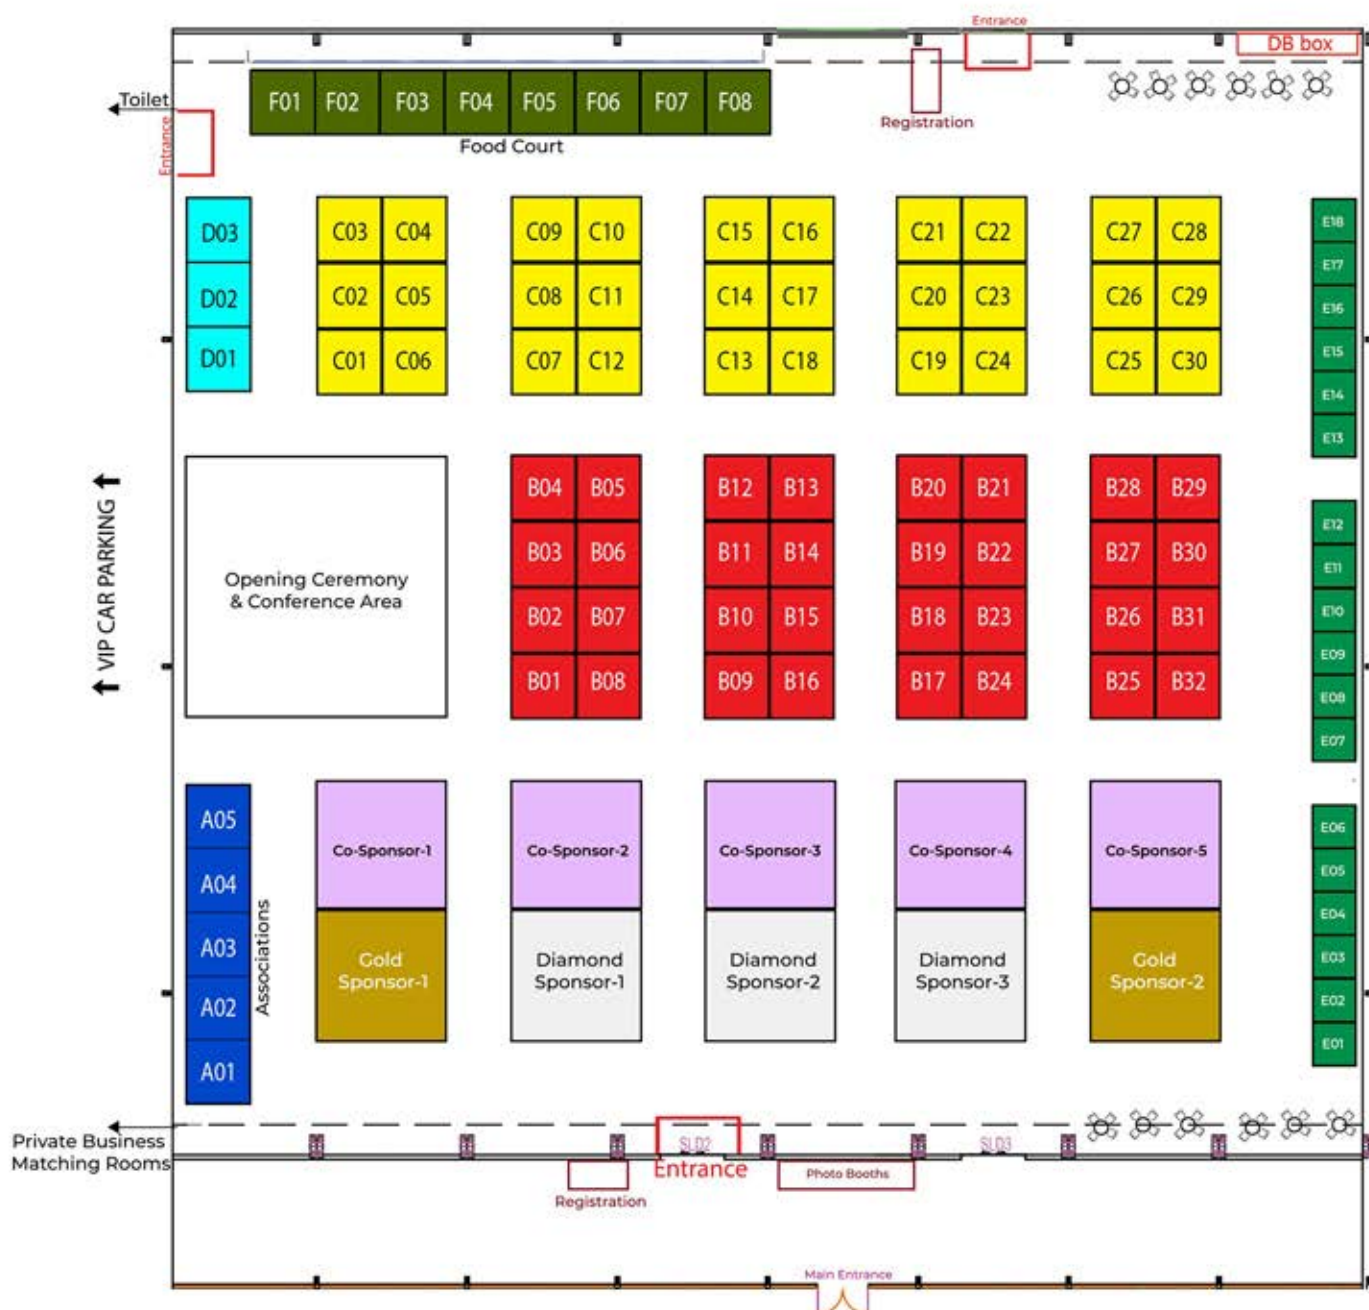 Entrance
DB box
Toilet
F01 F02 F03 F04 F05 F06 F07 F08
Registration
Entrance
Food Court
D03 C03 C04 C09 C10 C15 C16 C21 C22 C27 C28 E18
E17
D02 C02 C05 C08 C11 C14 C17 C20 C23 C26 C29 E16
D01 C01 C06 C07 C12 C13 C18 C19 C24 C25 C30 E15
E14
E13
VIP CAR PARKING
B04 B05 B12 B13 B20 B21 B28 B29
E12
B03 B06 B11 B14 B19 B22 B27 B30
E11
Opening Ceremony
& Conference Area
B02 B07 B10 B15 B18 B23 B26 B31 E10
E09
B01 B08 B09 B16 B17 B24 B25 B32 E08
E07
A05
E06
Co-Sponsor-1 Co-Sponsor-2 Co-Sponsor-3 Co-Sponsor-4 Co-Sponsor-5
E05
A04
E04
Associations
A03
Gold
Sponsor-1
Diamond
Sponsor-1
Diamond
Sponsor-2
Diamond
Sponsor-3
Gold
Sponsor-2
E03
A02
E02
E01
A01
Private Business
Matching Rooms
SLD2
SLD3
Entrance
Photo Booths
Registration
Main Entrance